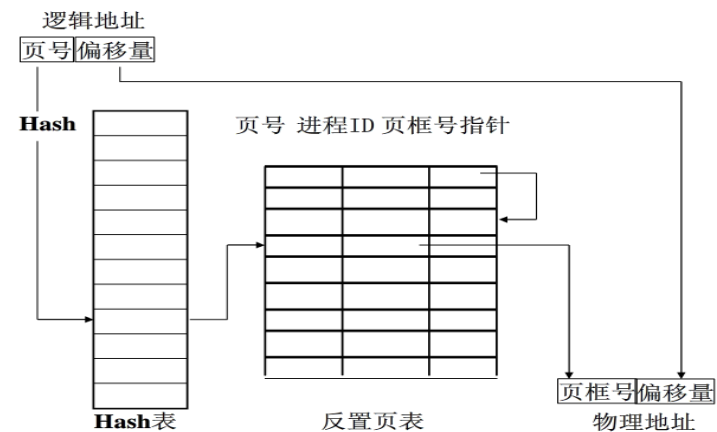 逻辑地址
页号 偏移量
Hash
页号 进程ID 页框号指针
页框号 偏移量
Hash表
反置页表
物理地址